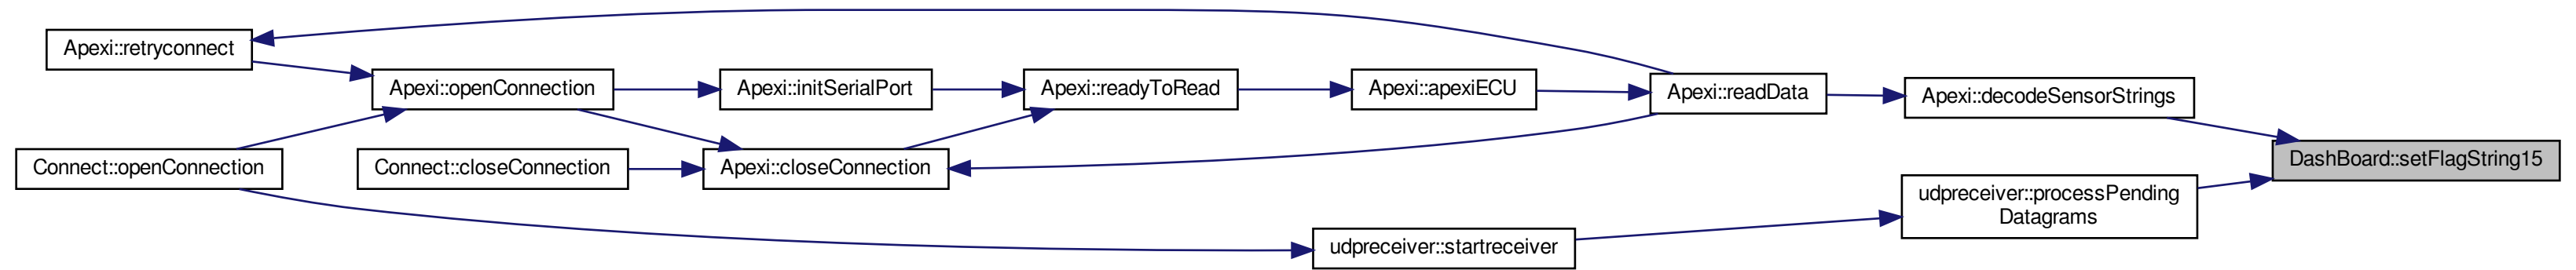 Apexi::retryconnect
Apexi::openConnection
Apexi::initSerialPort
Apexi::readyToRead
Apexi::apexiECU
Apexi::readData
Apexi::decodeSensorStrings
DashBoard::setFlagString15
Connect::openConnection
Connect::closeConnection
Apexi::closeConnection
udpreceiver::processPending
Datagrams
udpreceiver::startreceiver